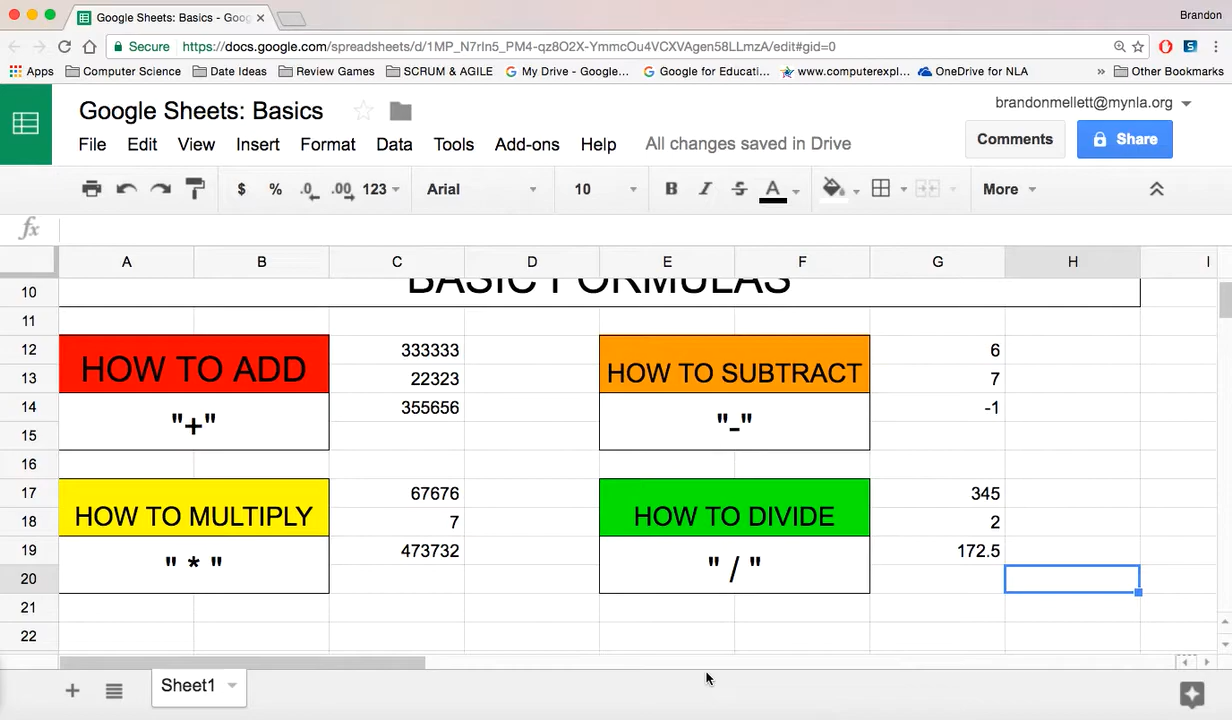 Google Sheets: Basics - Goog
Brandon
Secure https://docs.google.com/spreadsheets/d/1MP_N7rIn5_PM4-qz8O2X-YmmcOu4VCXVAgen58LLmzA/edit#gid=0
Apps Computer Science Date Ideas Review Games SCRUM & AGILE My Drive - Google... Google for Educati... www.computerexpl... OneDrive for NLA » Other Bookmarks
Google Sheets: Basics
brandonmellett@mynla.org
File Edit View Insert Format Data Tools Add-ons Help All changes saved in Drive
Comments Share
$ % .0 .00 123 Arial 10 B I S A More
fx
A B C D E F G H I
10 BASIC FORMULAS
11
12 HOW TO ADD 333333 HOW TO SUBTRACT 6
13 22323 7
14 "+" 355656 "-" -1
15
16
17 HOW TO MULTIPLY 67676 HOW TO DIVIDE 345
18 7 2
19 " * " 473732 " / " 172.5
20
21
22
+ Sheet1